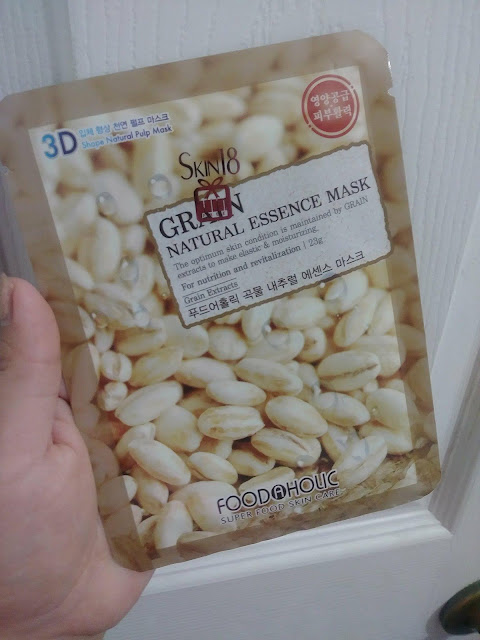 영양공급
피부활력
3D 입체 형상 천연 펄프 마스크
Shape Natural Pulp Mask
SKIN18
GRAIN
NATURAL ESSENCE MASK
The optimum skin condition is maintained by GRAIN
extracts to make elastic & moisturizing.
For nutrition and revitalization | 23g
Grain Extracts
푸드어홀릭 곡물 내추럴 에센스 마스크
FOODAHOLIC
SUPER FOOD SKIN CARE